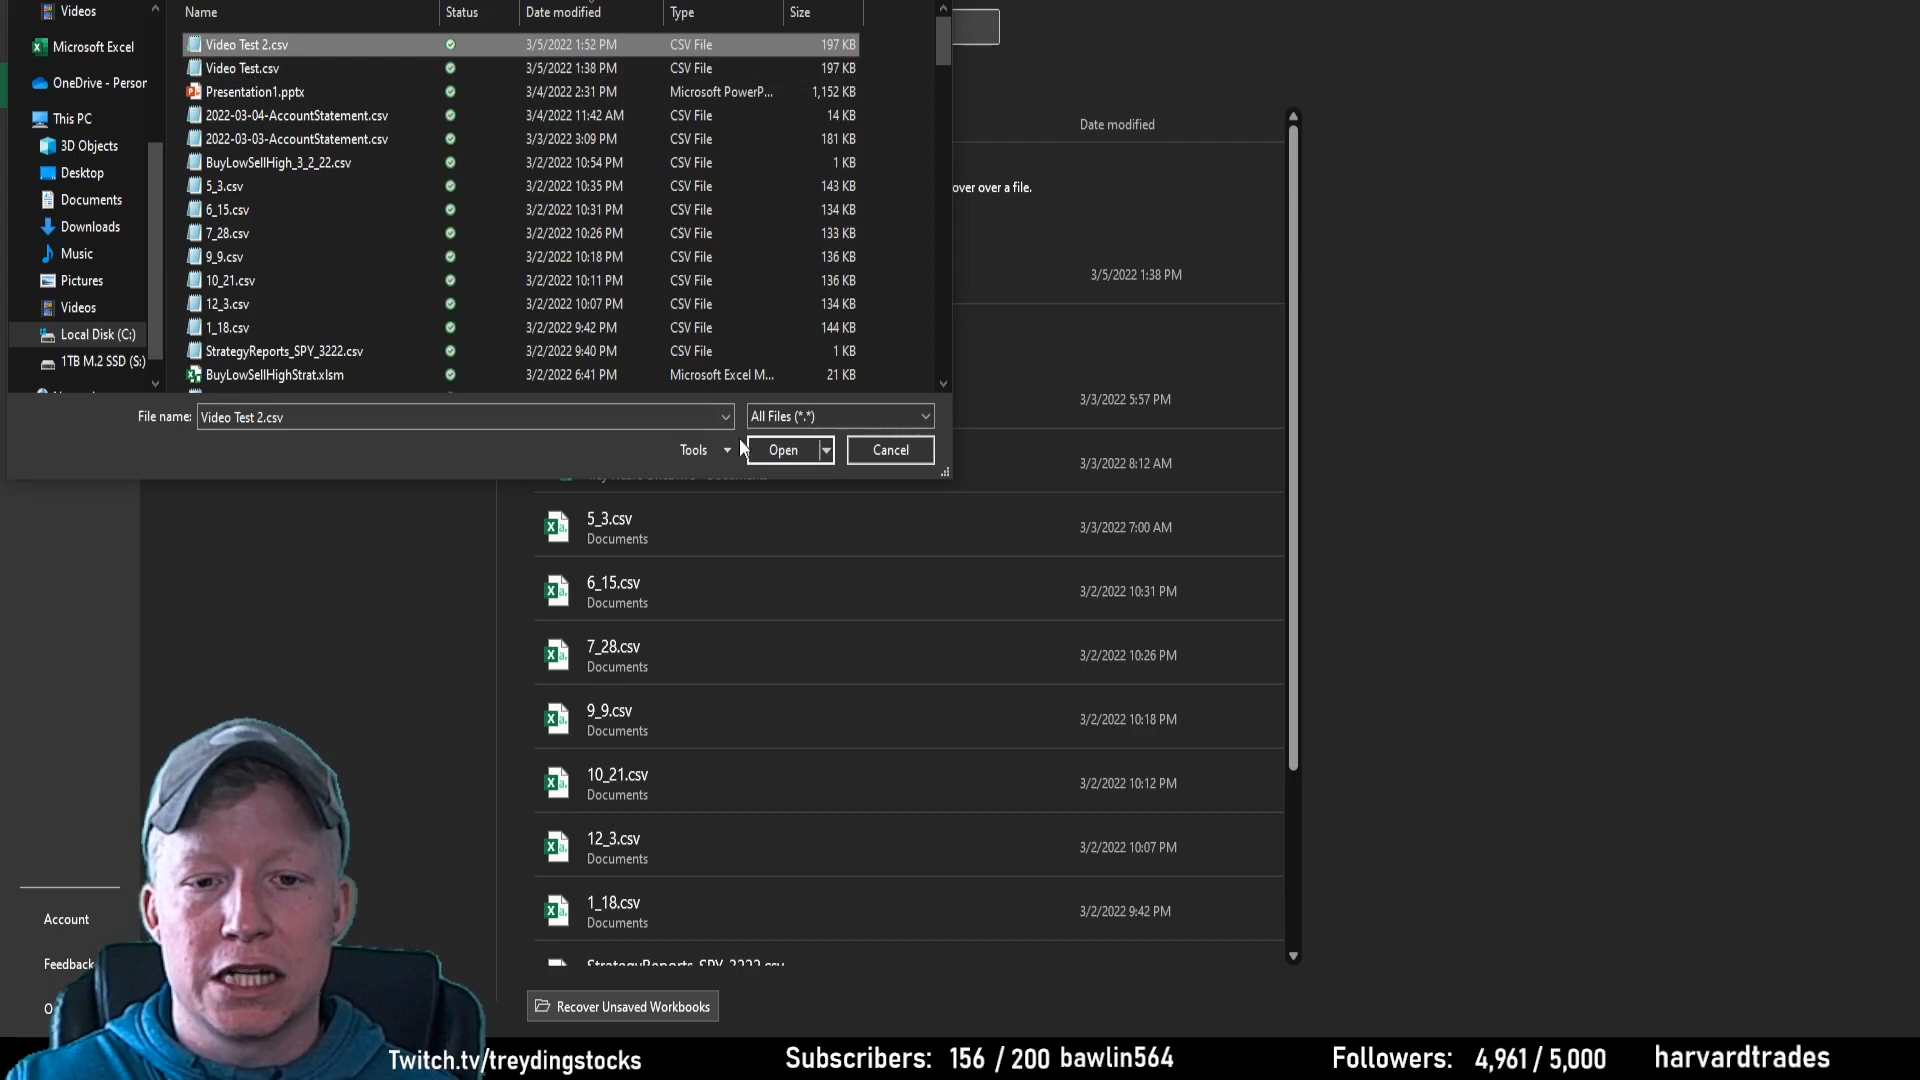 Videos
Microsoft Excel
OneDrive - Person
This PC
3D Objects
Desktop
Documents
Downloads
Music
Pictures
Videos
Local Disk (C:)
1TB M.2 SSD (S:)
Name Status Date modified Type Size
Video Test 2.csv 3/5/2022 1:52 PM CSV File 197 KB
Video Test.csv 3/5/2022 1:38 PM CSV File 197 KB
Presentation1.pptx 3/4/2022 2:31 PM Microsoft PowerP... 1,152 KB
2022-03-04-AccountStatement.csv 3/4/2022 11:42 AM CSV File 14 KB
2022-03-03-AccountStatement.csv 3/3/2022 3:09 PM CSV File 181 KB
BuyLowSellHigh_3_2_22.csv 3/2/2022 10:54 PM CSV File 1 KB
5_3.csv 3/2/2022 10:35 PM CSV File 143 KB
6_15.csv 3/2/2022 10:31 PM CSV File 134 KB
7_28.csv 3/2/2022 10:26 PM CSV File 133 KB
9_9.csv 3/2/2022 10:18 PM CSV File 136 KB
10_21.csv 3/2/2022 10:11 PM CSV File 136 KB
12_3.csv 3/2/2022 10:07 PM CSV File 134 KB
1_18.csv 3/2/2022 9:42 PM CSV File 144 KB
StrategyReports_SPY_3222.csv 3/2/2022 9:40 PM CSV File 1 KB
BuyLowSellHighStrat.xlsm 3/2/2022 6:41 PM Microsoft Excel M... 21 KB
File name: Video Test 2.csv All Files (*.*)
Tools Open Cancel
Date modified
over over a file.
3/5/2022 1:38 PM
3/3/2022 5:57 PM
3/3/2022 8:12 AM
5_3.csv 3/3/2022 7:00 AM
Documents
6_15.csv 3/2/2022 10:31 PM
Documents
7_28.csv 3/2/2022 10:26 PM
Documents
9_9.csv 3/2/2022 10:18 PM
Documents
10_21.csv 3/2/2022 10:12 PM
Documents
12_3.csv 3/2/2022 10:07 PM
Documents
1_18.csv 3/2/2022 9:42 PM
Documents
StrategyReports_SPY_3222.csv
Recover Unsaved Workbooks
Account
Feedback
O
Twitch.tv/treydingstocks Subscribers: 156 / 200 bawlin564 Followers: 4,961 / 5,000 harvardtrades